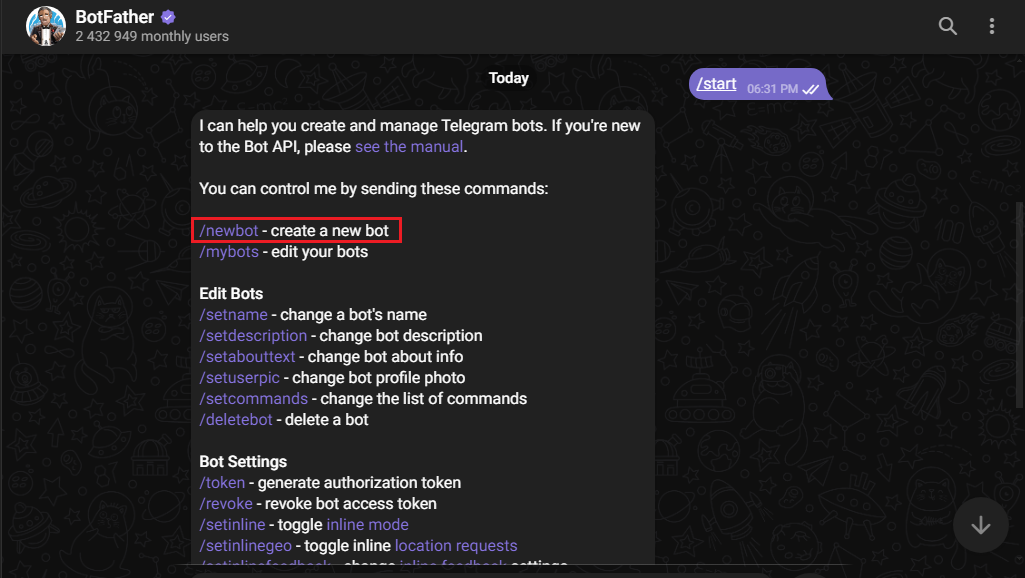 BotFather
2 432 949 monthly users
Today
/start 06:31 PM
I can help you create and manage Telegram bots. If you're new
to the Bot API, please see the manual.
You can control me by sending these commands:
/newbot - create a new bot
/mybots - edit your bots
Edit Bots
/setname - change a bot's name
/setdescription - change bot description
/setabouttext - change bot about info
/setuserpic - change bot profile photo
/setcommands - change the list of commands
/deletebot - delete a bot
Bot Settings
/token - generate authorization token
/revoke - revoke bot access token
/setinline - toggle inline mode
/setinlinegeo - toggle inline location requests
/setinlinefeedback - change inline feedback settings